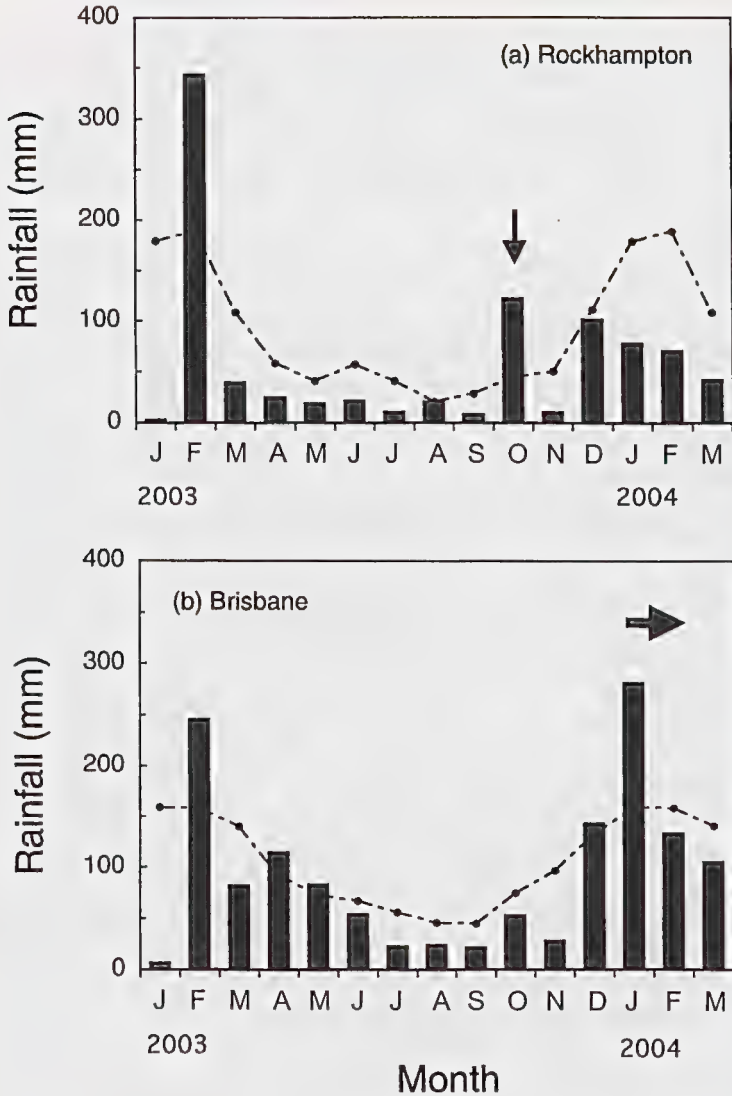 400
300
200
100
0
Rainfall (mm)
(a) Rockhampton
J F M A M J J A S O N D J F M
2003 2004
400
300
200
100
0
Rainfall (mm)
(b) Brisbane
J F M A M J J A S O N D J F M
2003 2004
Month